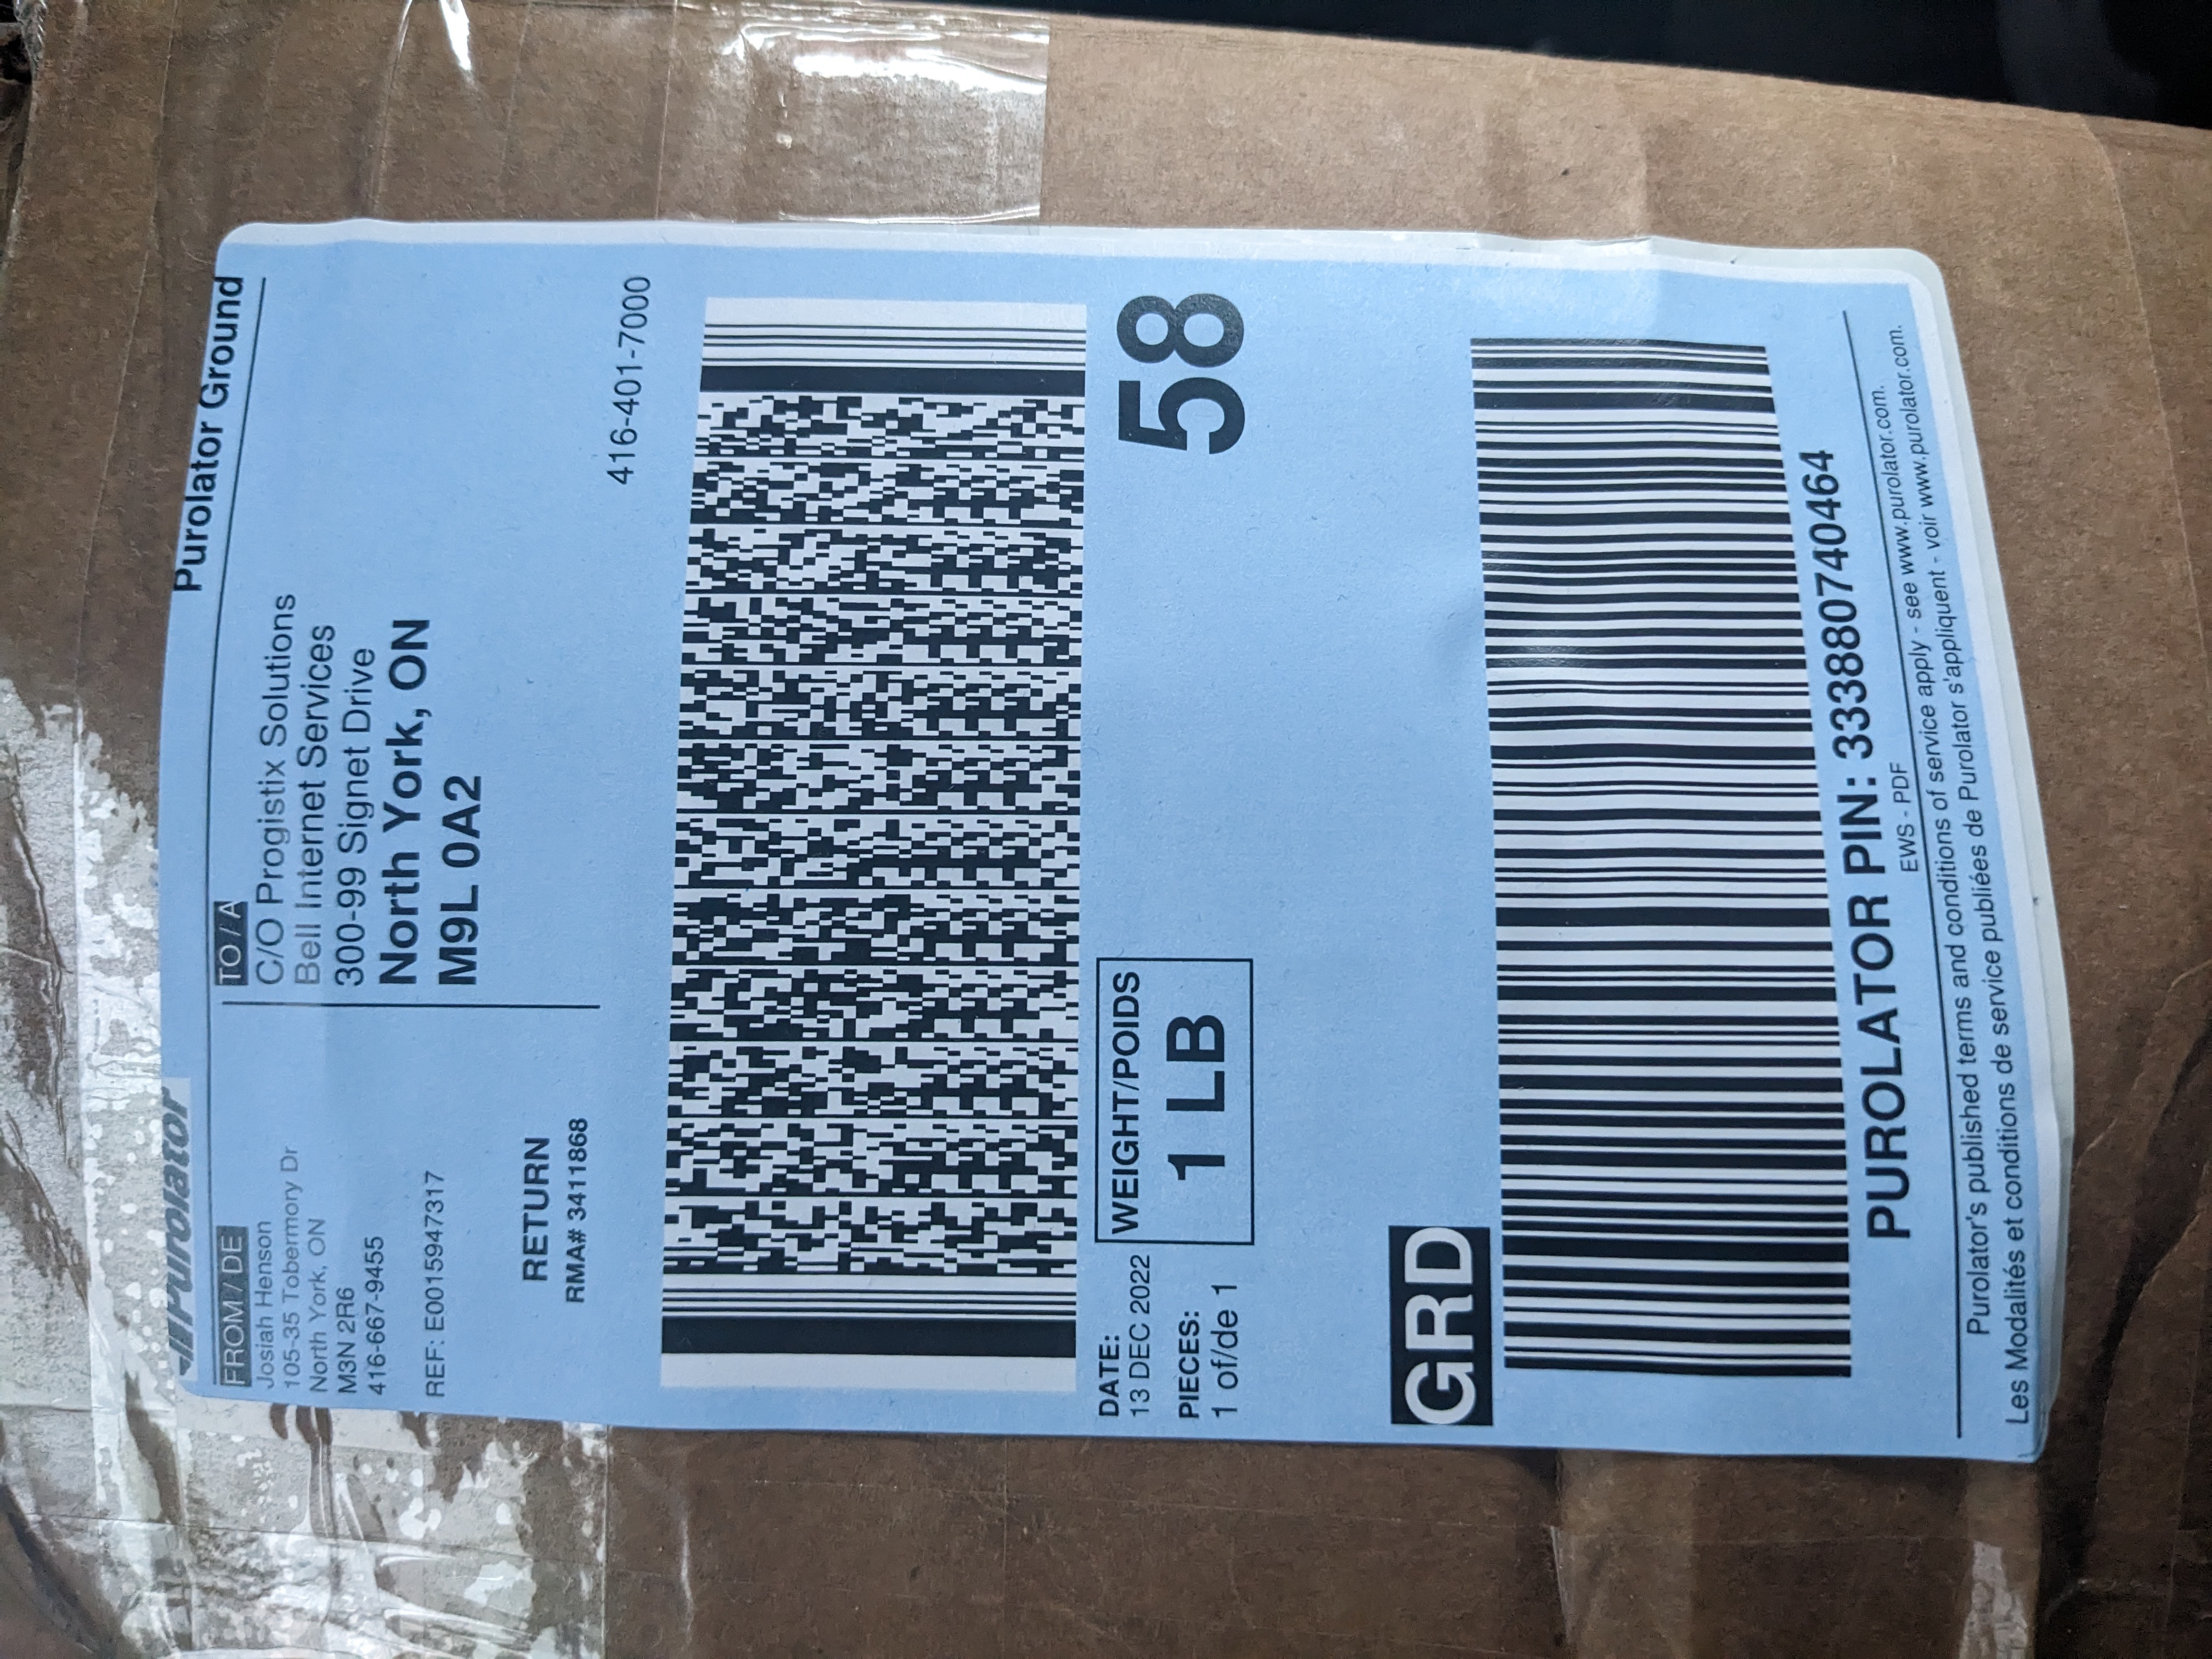 Purolator
Purolator Ground
FROM / DE
Josiah Henson
105-35 Tobermory Dr
North York, ON
M3N 2R6
416-667-9455
REF: E0015947317
RETURN
RMA# 3411868
TO / A
C/O Progistix Solutions
Bell Internet Services
300-99 Signet Drive
North York, ON
M9L 0A2
416-401-7000
DATE:
13 DEC 2022
PIECES:
1 of/de 1
WEIGHT/POIDS
1 LB
58
GRD
PUROLATOR PIN: 333880740464
EWS - PDF
Purolator's published terms and conditions of service apply - see www.purolator.com.
Les Modalités et conditions de service publiées de Purolator s'appliquent - voir www.purolator.com.